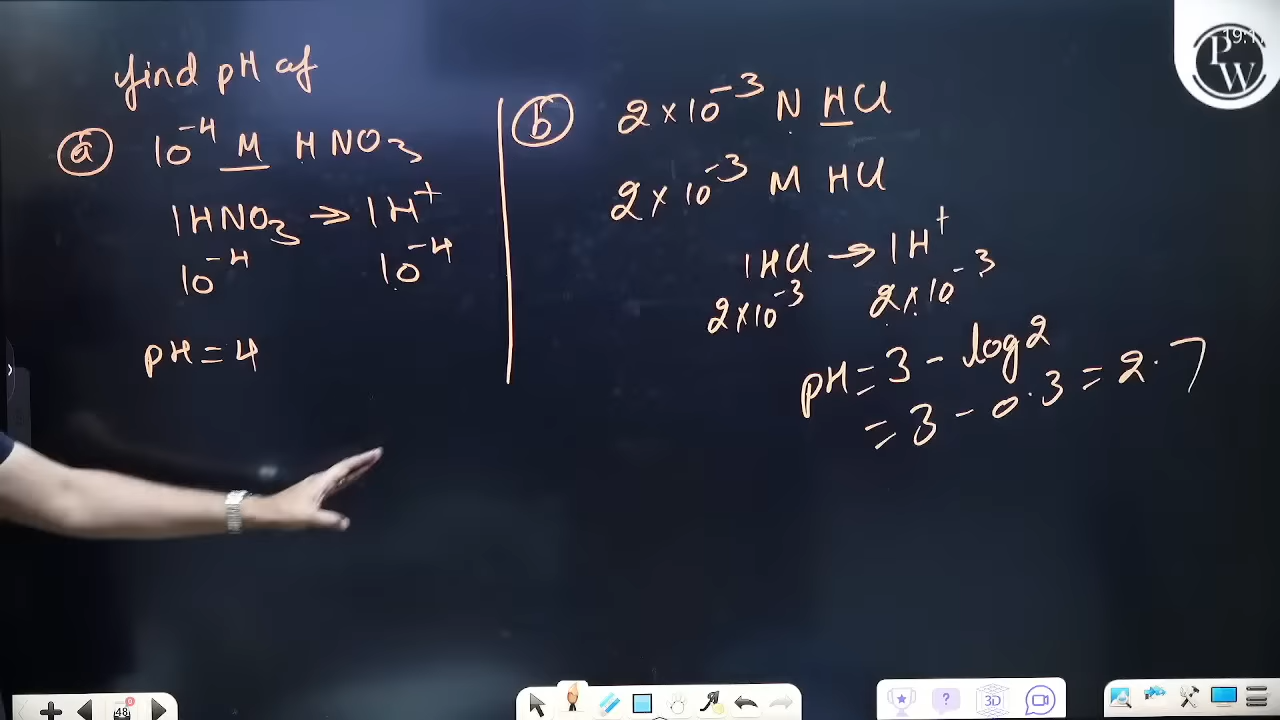 find pH of
(a) 10⁻⁴ M HNO₃
1HNO₃ → 1H⁺
10⁻⁴ 10⁻⁴
pH = 4
(b) 2×10⁻³ N HCl
2×10⁻³ M HCl
1HCl → 1H⁺
2×10⁻³ 2×10⁻³
pH = 3 - log2
= 3 - 0.3 = 2.7
PW
48
3D